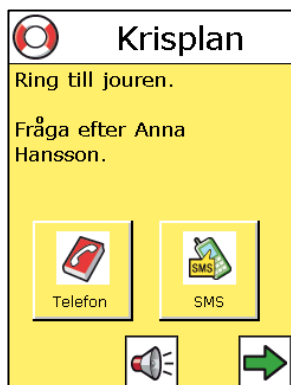 Krisplan
Ring till jouren.
Fråga efter Anna
Hansson.
SMS
Telefon
SMS